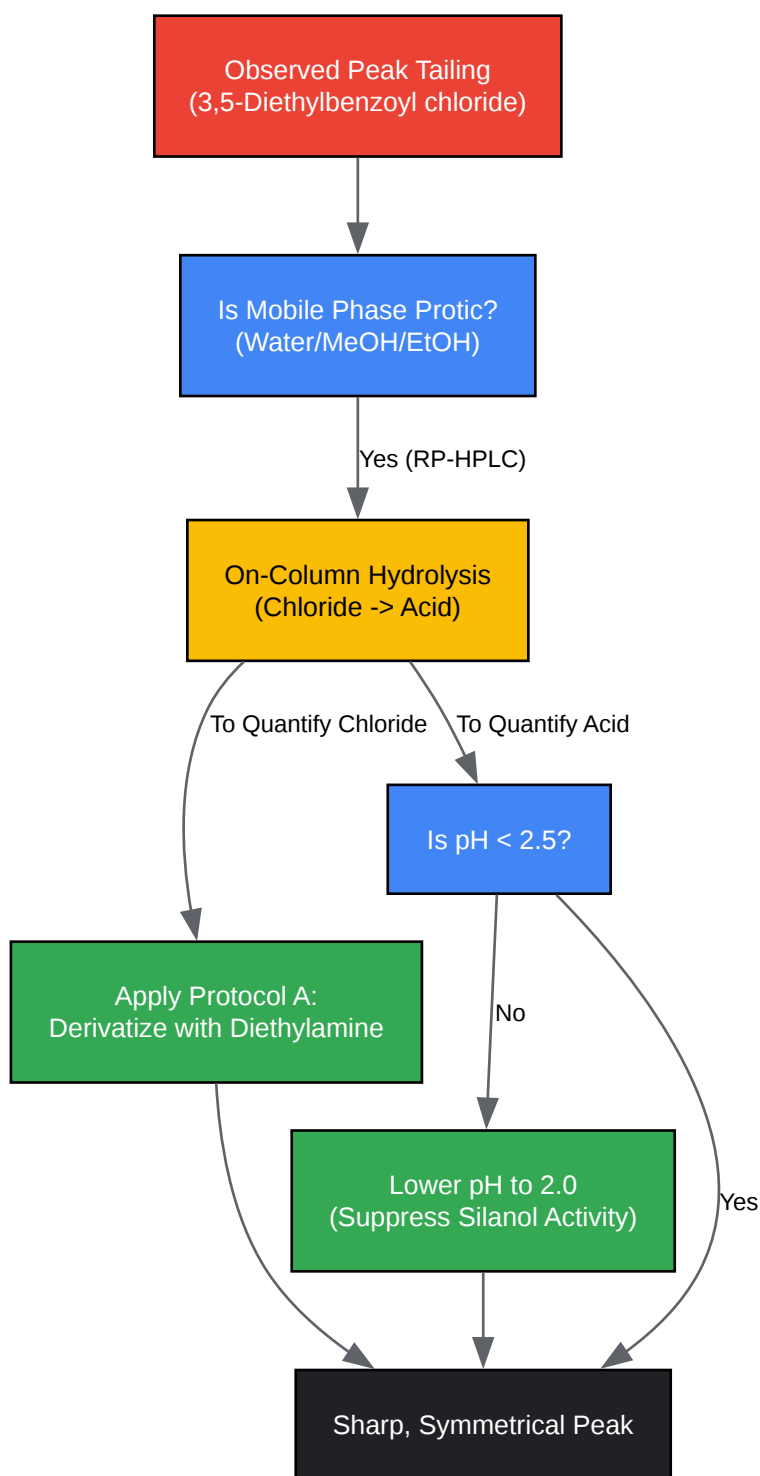 Observed Peak Tailing
(3,5-Diethylbenzoyl chloride)
Is Mobile Phase Protic?
(Water/MeOH/EtOH)
Yes (RP-HPLC)
On-Column Hydrolysis
(Chloride -> Acid)
To Quantify Chloride
To Quantify Acid
Is pH < 2.5?
Apply Protocol A:
Derivatize with Diethylamine
No
Lower pH to 2.0
(Suppress Silanol Activity)
Yes
Sharp, Symmetrical Peak